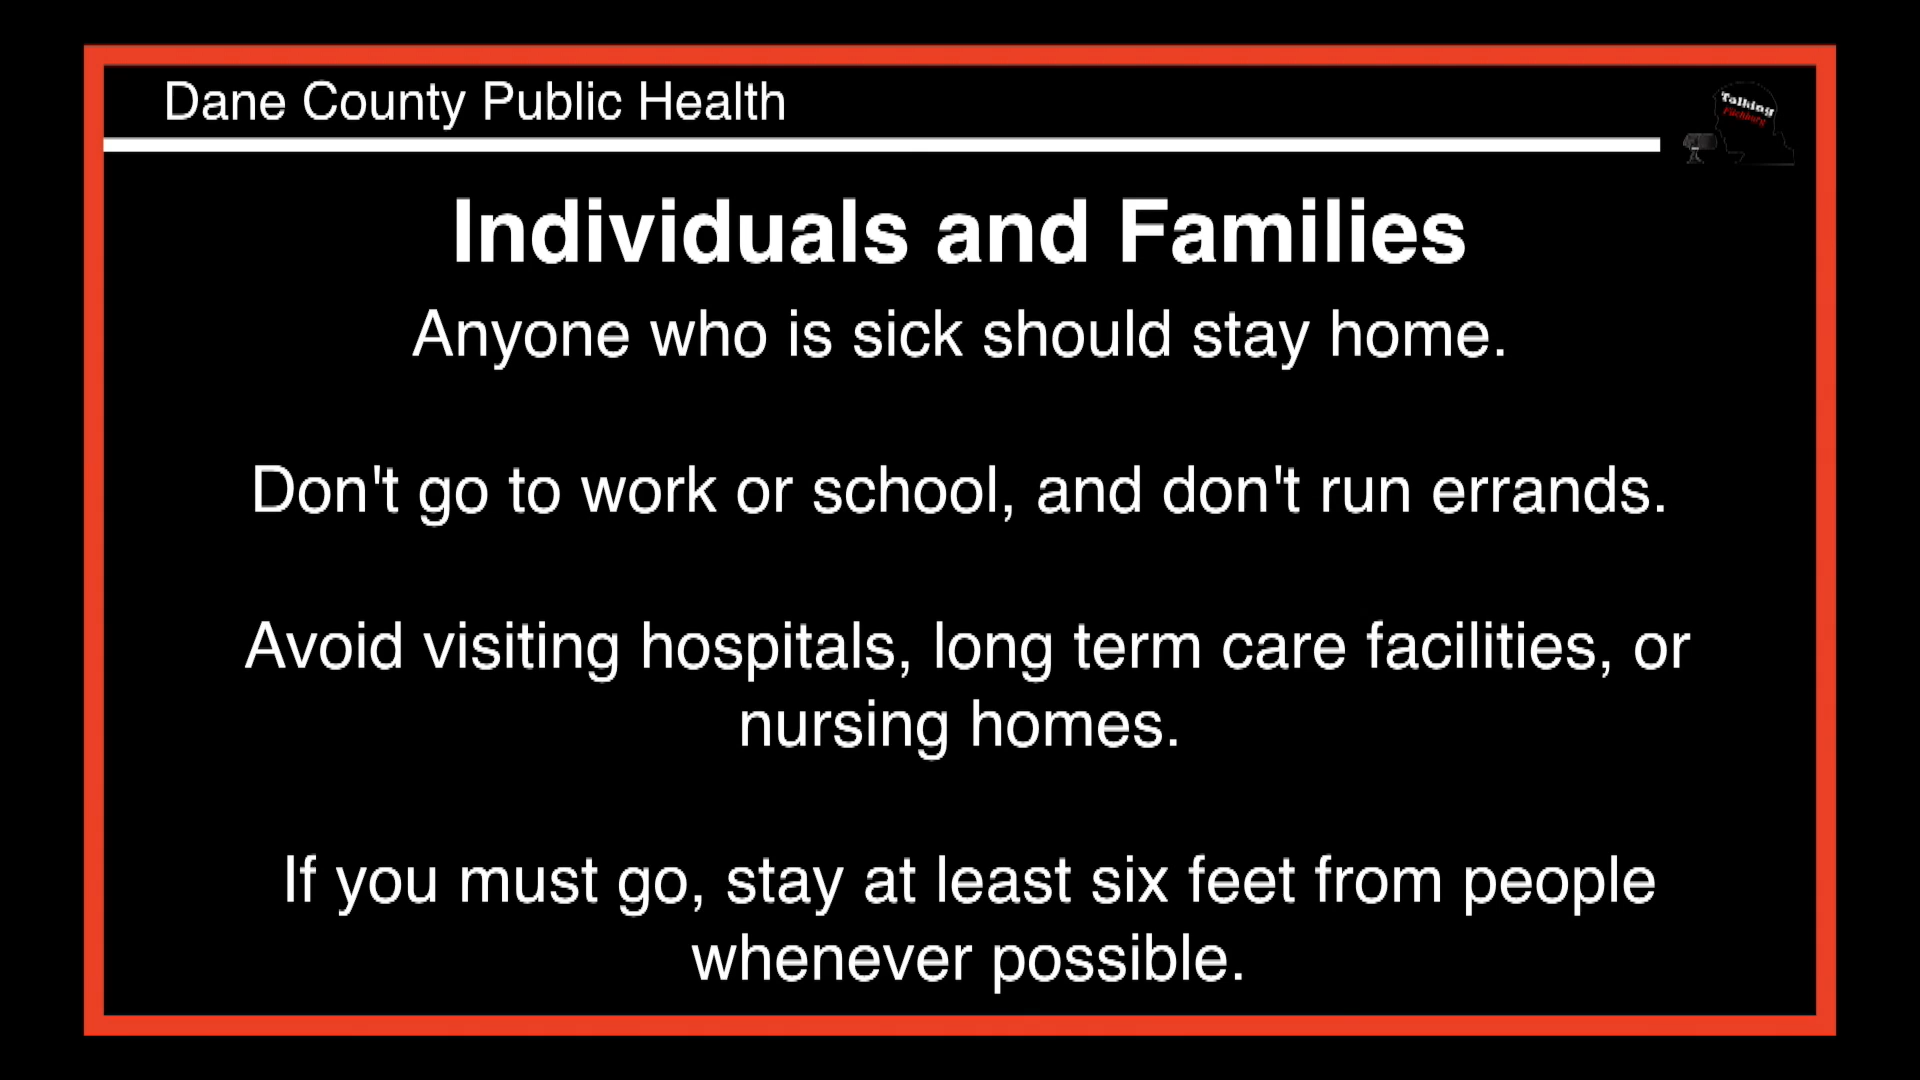 Dane County Public Health
Talking
Fitchburg
Individuals and Families
Anyone who is sick should stay home.
Don't go to work or school, and don't run errands.
Avoid visiting hospitals, long term care facilities, or
nursing homes.
If you must go, stay at least six feet from people
whenever possible.